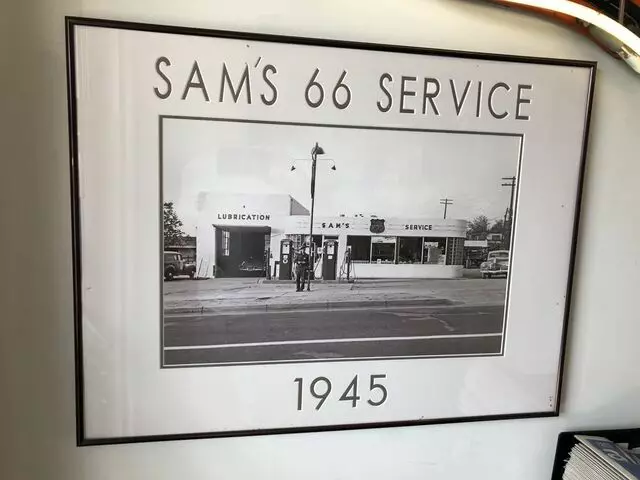 SAM'S 66 SERVICE
LUBRICATION
SAM'S SERVICE
1945